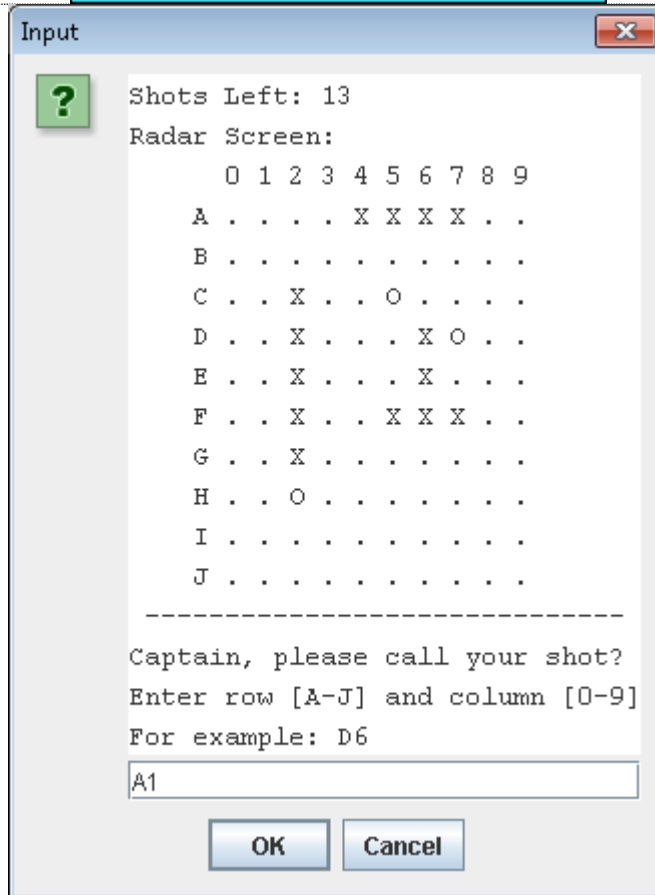 Input
?
Shots Left: 13
Radar Screen:
0 1 2 3 4 5 6 7 8 9
A . . . . X X X X . .
B . . . . . . . . . .
C . . X . . O . . . .
D . . X . . . X O . .
E . . X . . . X . . .
F . . X . . X X X . .
G . . X . . . . . . .
H . . O . . . . . . .
I . . . . . . . . . .
J . . . . . . . . . .
------------------------------
Captain, please call your shot?
Enter row [A-J] and column [0-9]
For example: D6
A1
OK Cancel